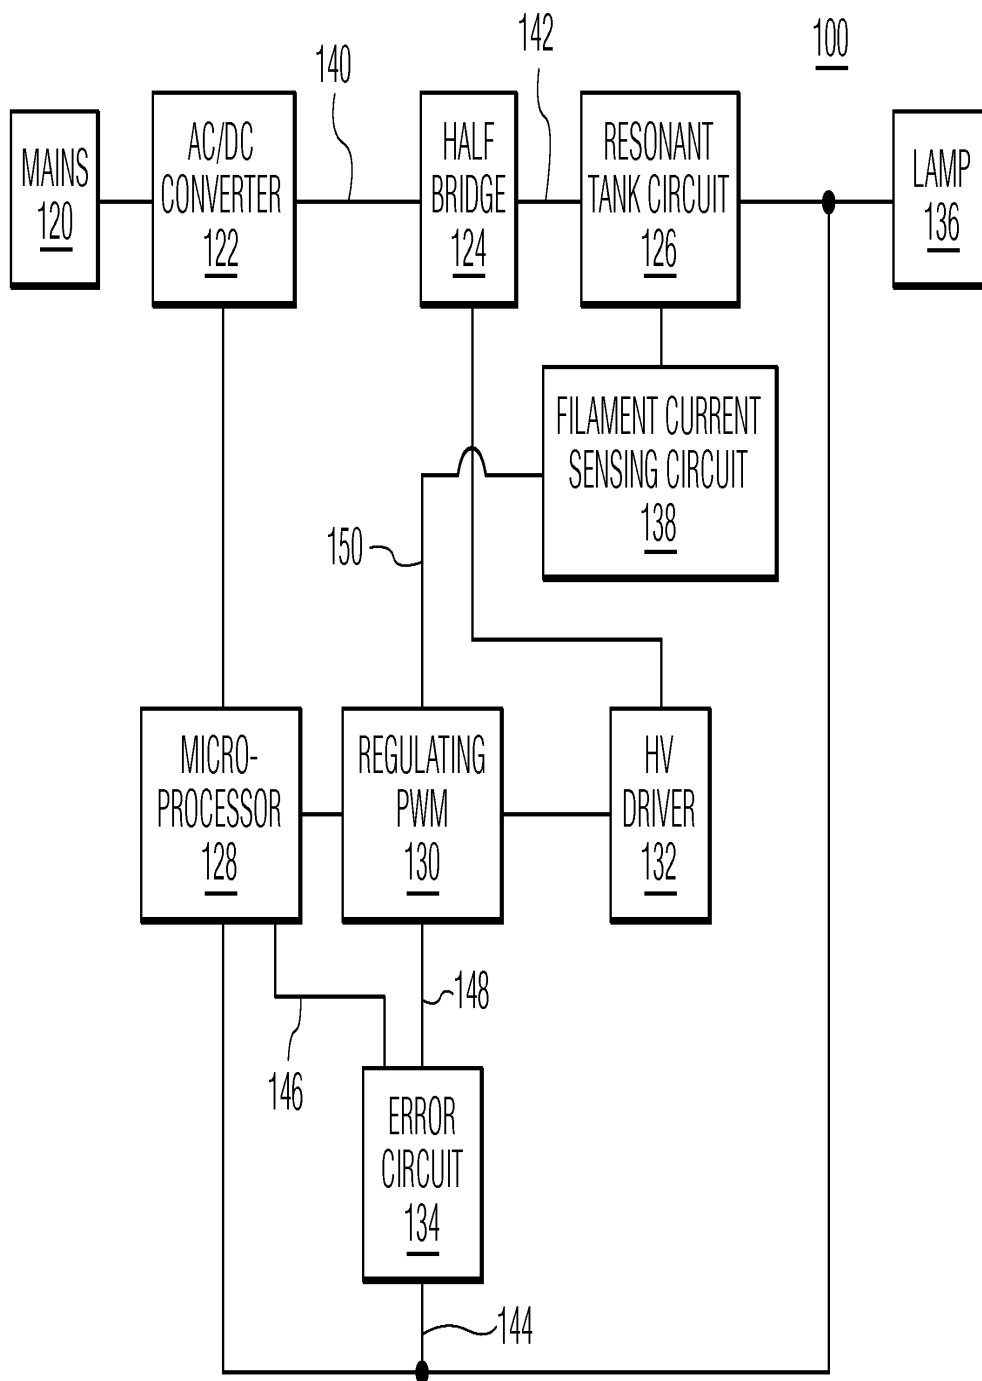 100
140
142
MAINS
120
AC/DC
CONVERTER
122
HALF
BRIDGE
124
RESONANT
TANK CIRCUIT
126
LAMP
136
FILAMENT CURRENT
SENSING CIRCUIT
138
150
MICRO-
PROCESSOR
128
REGULATING
PWM
130
HV
DRIVER
132
148
146
ERROR
CIRCUIT
134
144